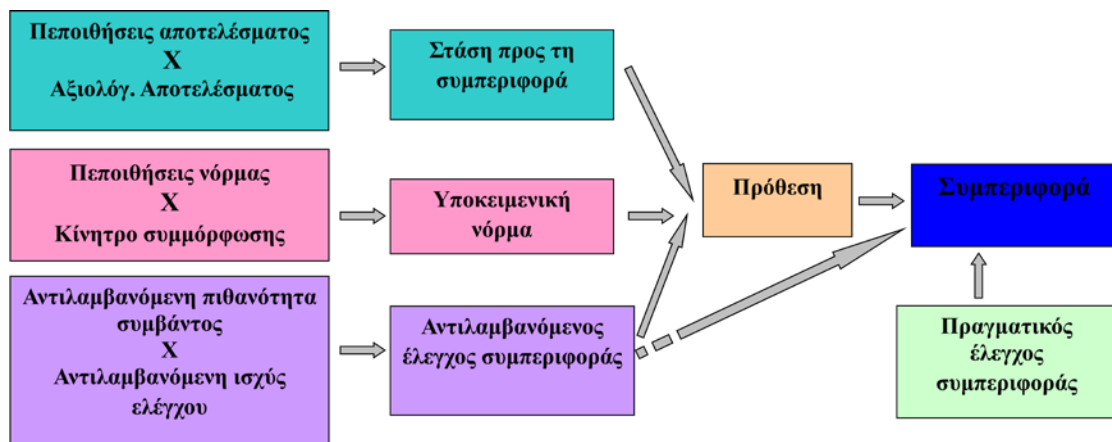 Πεποιθήσεις αποτελέσματος
Χ
Αξιολόγ. Αποτελέσματος
Στάση προς τη
συμπεριφορά
Πεποιθήσεις νόρμας
Χ
Κίνητρο συμμόρφωσης
Υποκειμενική
νόρμα
Πρόθεση
Συμπεριφορά
Αντιλαμβανόμενη πιθανότητα
συμβάντος
Χ
Αντιλαμβανόμενη ισχύς
ελέγχου
Αντιλαμβανόμενος
έλεγχος συμπεριφοράς
Πραγματικός
έλεγχος
συμπεριφοράς